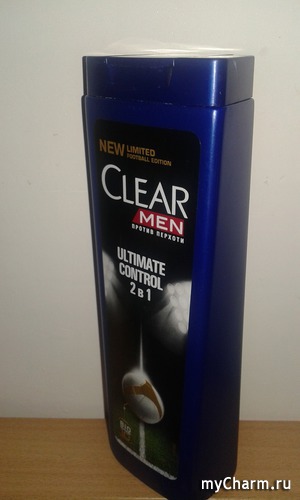 NEW LIMITED
FOOTBALL EDITION
CLEAR
MEN
ПРОТИВ ПЕРХОТИ
ULTIMATE
CONTROL
2 В 1
myCharm.ru